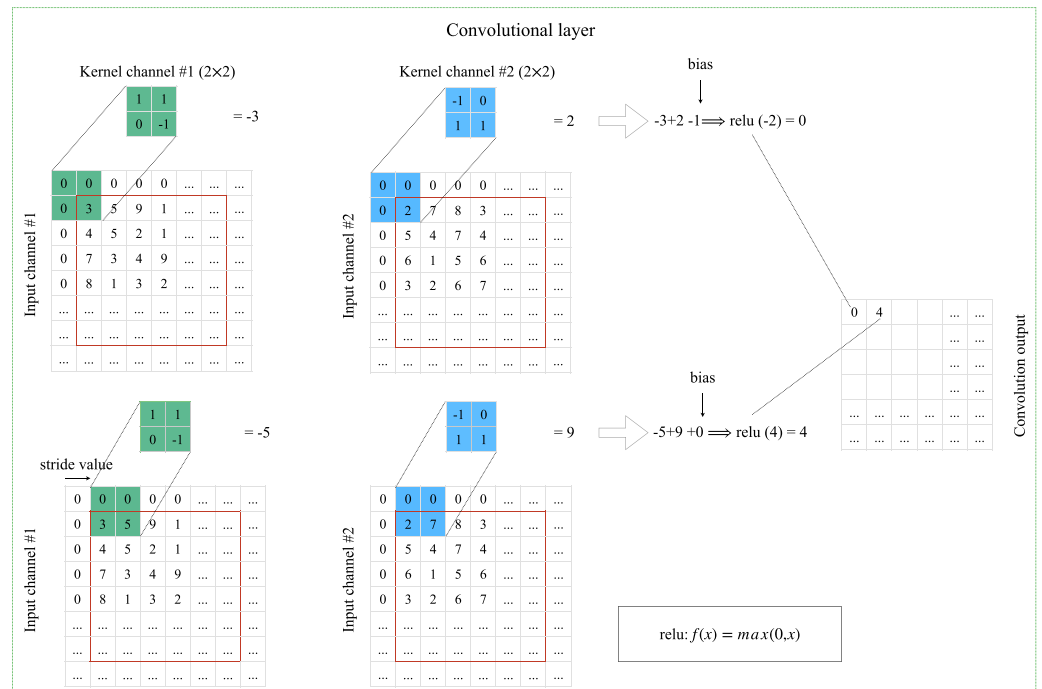 Convolutional layer
Kernel channel #1 (2×2)
1 1
0 -1
= -3
Input channel #1
0 0 0 0 0 ... ... ...
0 3 5 9 1 ... ... ...
0 4 5 2 1 ... ... ...
0 7 3 4 9 ... ... ...
0 8 1 3 2 ... ... ...
... ... ... ... ... ... ... ...
... ... ... ... ... ... ... ...
... ... ... ... ... ... ... ...
Kernel channel #2 (2×2)
-1 0
1 1
= 2
Input channel #2
0 0 0 0 0 ... ... ...
0 2 7 8 3 ... ... ...
0 5 4 7 4 ... ... ...
0 6 1 5 6 ... ... ...
0 3 2 6 7 ... ... ...
... ... ... ... ... ... ... ...
... ... ... ... ... ... ... ...
... ... ... ... ... ... ... ...
bias
-3+2 -1⟹ relu (-2) = 0
1 1
0 -1
= -5
stride value
Input channel #1
0 0 0 0 0 ... ... ...
0 3 5 9 1 ... ... ...
0 4 5 2 1 ... ... ...
0 7 3 4 9 ... ... ...
0 8 1 3 2 ... ... ...
... ... ... ... ... ... ... ...
... ... ... ... ... ... ... ...
... ... ... ... ... ... ... ...
-1 0
1 1
= 9
Input channel #2
0 0 0 0 0 ... ... ...
0 2 7 8 3 ... ... ...
0 5 4 7 4 ... ... ...
0 6 1 5 6 ... ... ...
0 3 2 6 7 ... ... ...
... ... ... ... ... ... ... ...
... ... ... ... ... ... ... ...
... ... ... ... ... ... ... ...
bias
-5+9 +0 ⟹ relu (4) = 4
0 4 ... ...
... ...
... ...
... ...
... ... ... ... ... ...
... ... ... ... ... ...
Convolution output
relu: f(x) = max(0,x)